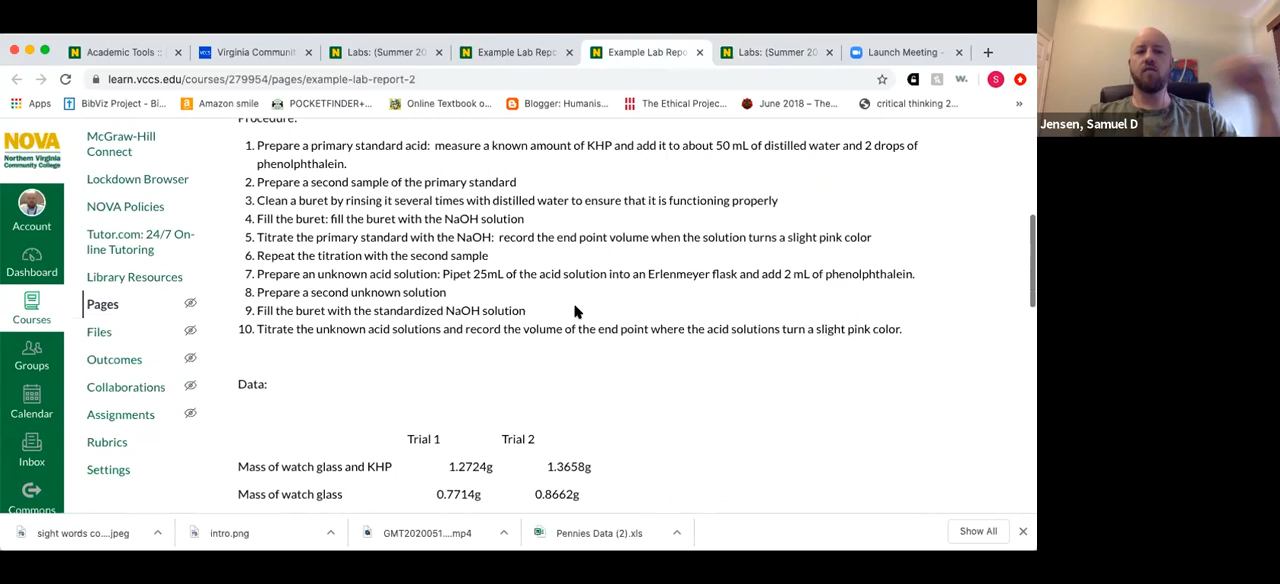 Academic Tools ::
Virginia Communi
Labs: (Summer 20
Example Lab Repo
Example Lab Repo
Labs: (Summer 20
Launch Meeting -
learn.vccs.edu/courses/279954/pages/example-lab-report-2
Apps
BibViz Project - Bi...
Amazon smile
POCKETFINDER+...
Online Textbook o...
Blogger: Humanis...
The Ethical Projec...
June 2018 – The...
critical thinking 2...
»
Jensen, Samuel D
NOVA
Northern Virginia
Community College
Account
Dashboard
Courses
Groups
Calendar
Inbox
Commons
McGraw-Hill
Connect
Lockdown Browser
NOVA Policies
Tutor.com: 24/7 On-
line Tutoring
Library Resources
Pages
Files
Outcomes
Collaborations
Assignments
Rubrics
Settings
Procedure:
1. Prepare a primary standard acid: measure a known amount of KHP and add it to about 50 mL of distilled water and 2 drops of
phenolphthalein.
2. Prepare a second sample of the primary standard
3. Clean a buret by rinsing it several times with distilled water to ensure that it is functioning properly
4. Fill the buret: fill the buret with the NaOH solution
5. Titrate the primary standard with the NaOH: record the end point volume when the solution turns a slight pink color
6. Repeat the titration with the second sample
7. Prepare an unknown acid solution: Pipet 25mL of the acid solution into an Erlenmeyer flask and add 2 mL of phenolphthalein.
8. Prepare a second unknown solution
9. Fill the buret with the standardized NaOH solution
10. Titrate the unknown acid solutions and record the volume of the end point where the acid solutions turn a slight pink color.
Data:
Trial 1 Trial 2
Mass of watch glass and KHP 1.2724g 1.3658g
Mass of watch glass 0.7714g 0.8662g
sight words co....jpeg
intro.png
GMT2020051....mp4
Pennies Data (2).xls
Show All